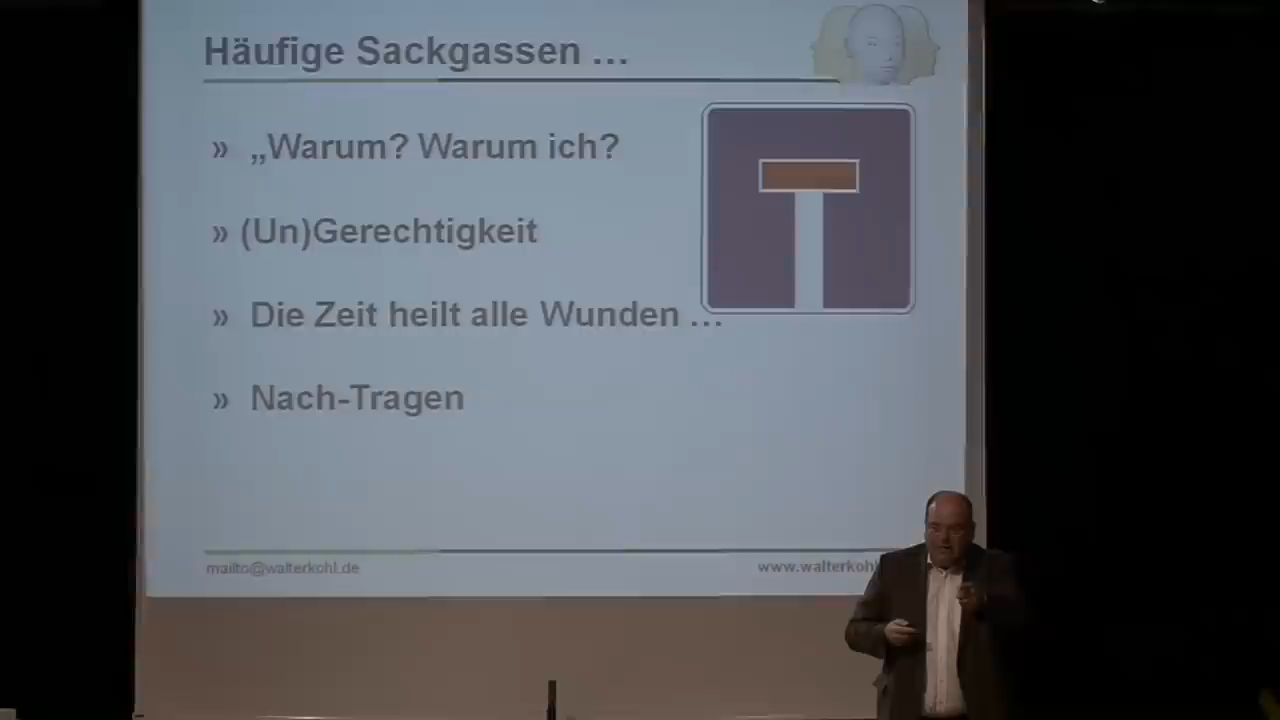 Häufige Sackgassen …
» „Warum? Warum ich?
» (Un)Gerechtigkeit
» Die Zeit heilt alle Wunden …
» Nach-Tragen
mailto@walterkohl.de
www.walterkohl